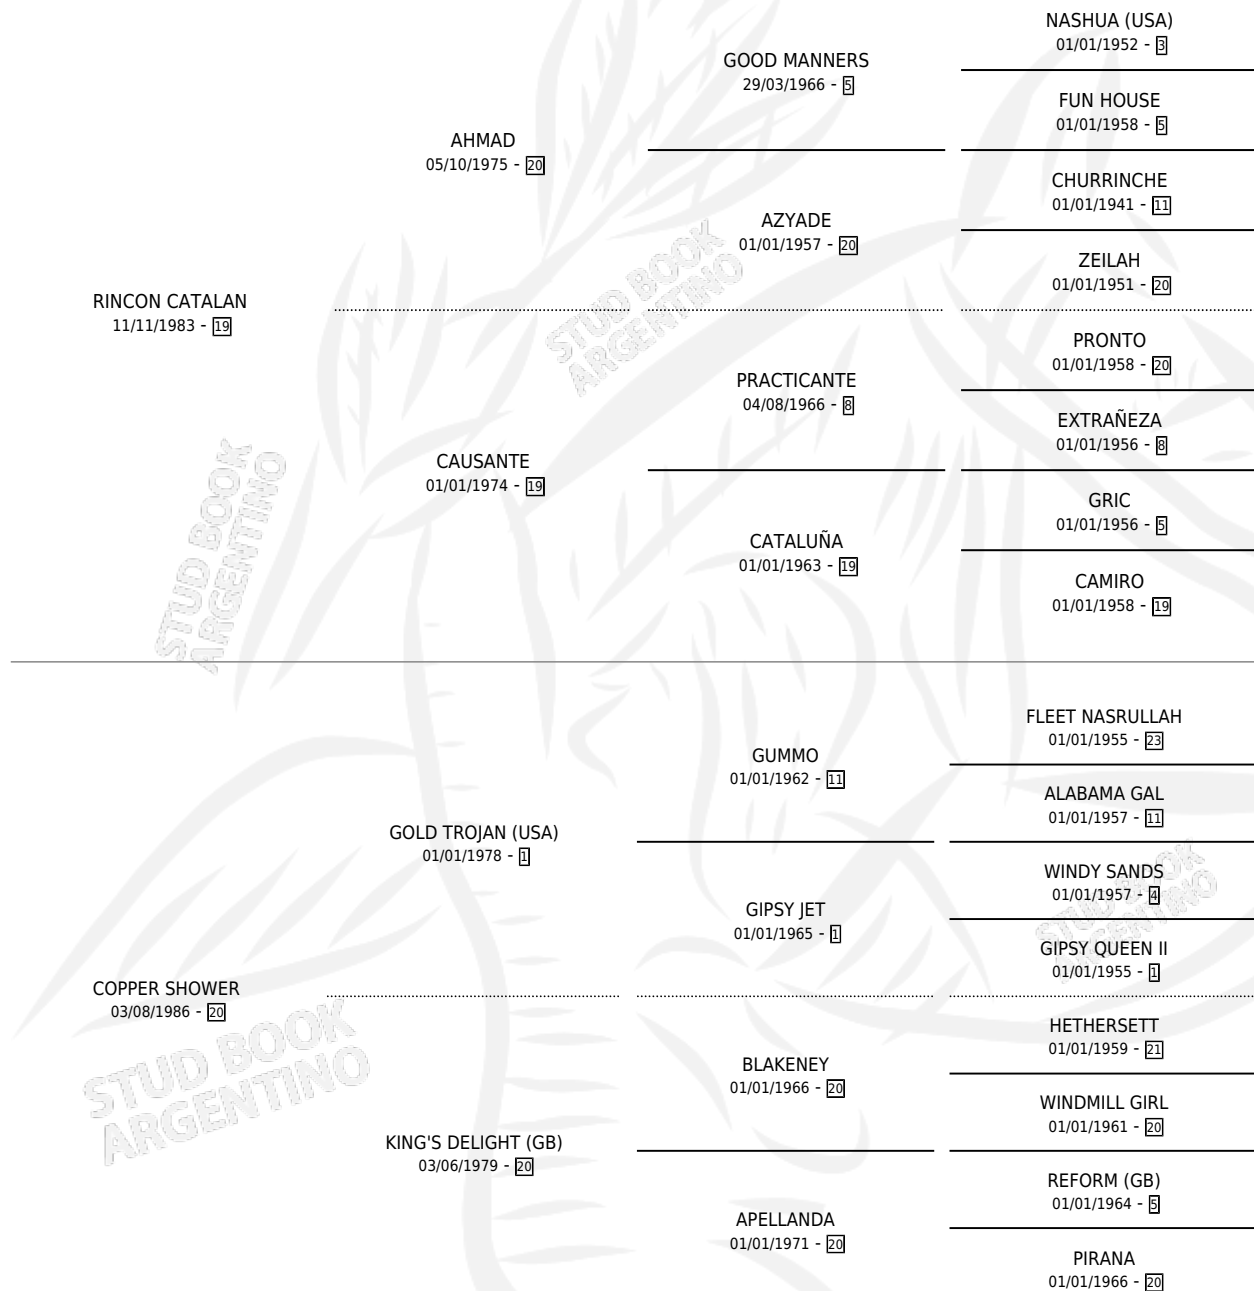 NASHUA (USA)
01/01/1952 - 3
GOOD MANNERS
29/03/1966 - 5
FUN HOUSE
01/01/1958 - 5
AHMAD
05/10/1975 - 20
CHURRINCHE
01/01/1941 - 11
AZYADE
01/01/1957 - 20
ZEILAH
01/01/1951 - 20
RINCON CATALAN
11/11/1983 - 19
STUD BOOK
ARGENTINO
PRONTO
01/01/1958 - 20
PRACTICANTE
04/08/1966 - 8
EXTRAÑEZA
01/01/1956 - 8
CAUSANTE
01/01/1974 - 19
GRIC
01/01/1956 - 5
CATALUÑA
01/01/1963 - 19
CAMIRO
01/01/1958 - 19
STUD BOOK
ARGENTINO
FLEET NASRULLAH
01/01/1955 - 23
GUMMO
01/01/1962 - 11
ALABAMA GAL
01/01/1957 - 11
GOLD TROJAN (USA)
01/01/1978 - 1
WINDY SANDS
01/01/1957 - 4
GIPSY JET
01/01/1965 - 1
GIPSY QUEEN II
01/01/1955 - 1
STUD BOOK
ARGENTINO
COPPER SHOWER
03/08/1986 - 20
HETHERSETT
01/01/1959 - 21
BLAKENEY
01/01/1966 - 20
WINDMILL GIRL
01/01/1961 - 20
STUD BOOK
ARGENTINO
KING'S DELIGHT (GB)
03/06/1979 - 20
REFORM (GB)
01/01/1964 - 5
APELLANDA
01/01/1971 - 20
PIRANA
01/01/1966 - 20